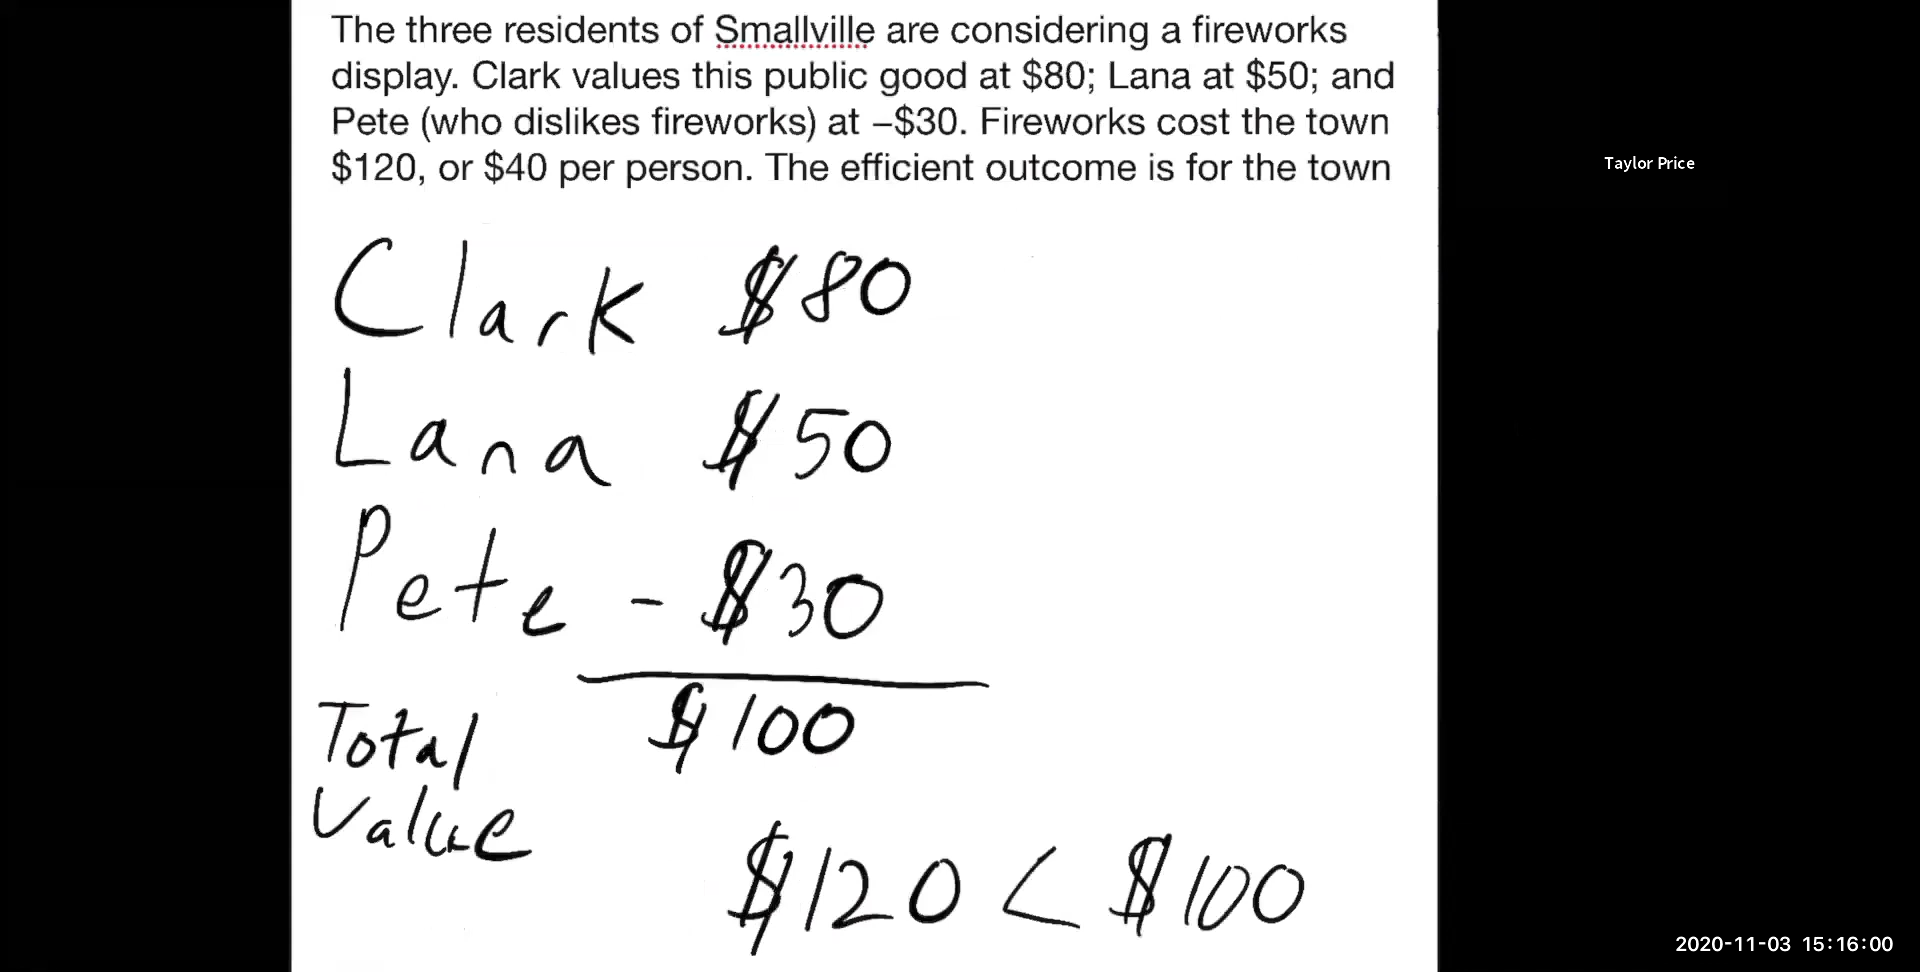 The three residents of Smallville are considering a fireworks
display. Clark values this public good at $80; Lana at $50; and
Pete (who dislikes fireworks) at –$30. Fireworks cost the town
$120, or $40 per person. The efficient outcome is for the town
Taylor Price
Clark $80
Lana $50
Pete - $30
Total $100
Value
$120 < $100
2020-11-03 15:16:00